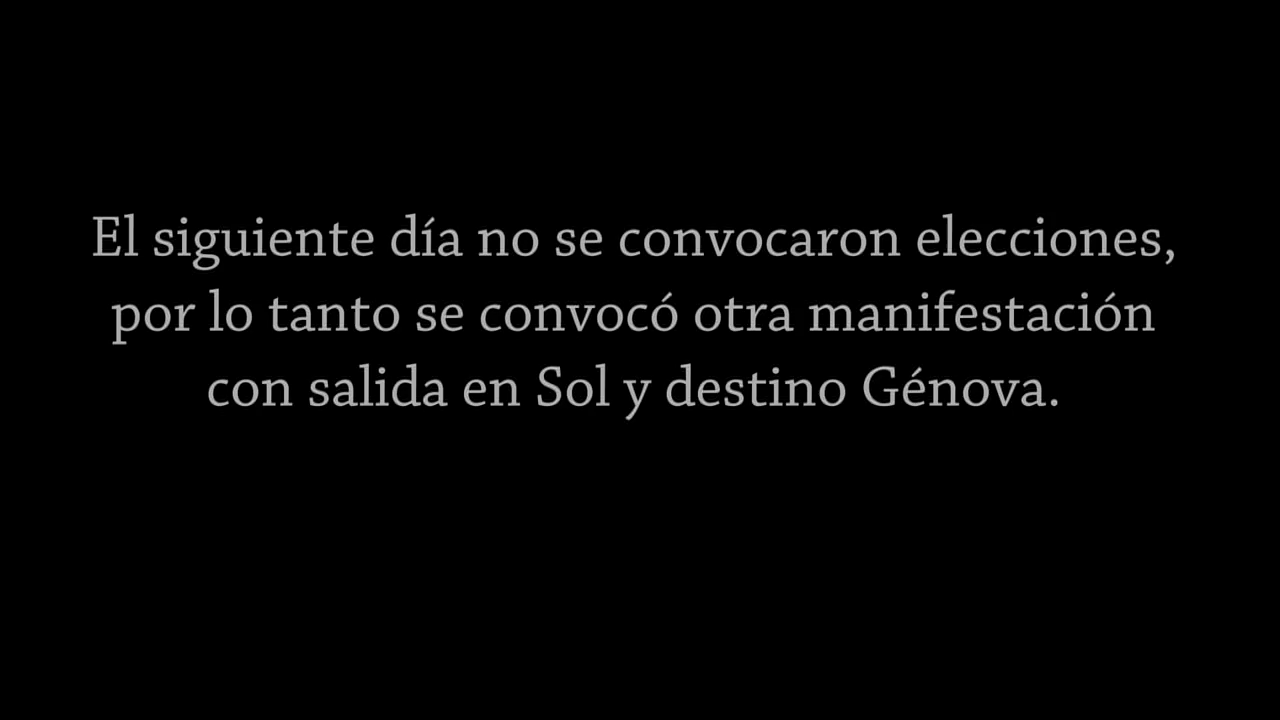 El siguiente día no se convocaron elecciones,
por lo tanto se convocó otra manifestación
con salida en Sol y destino Génova.